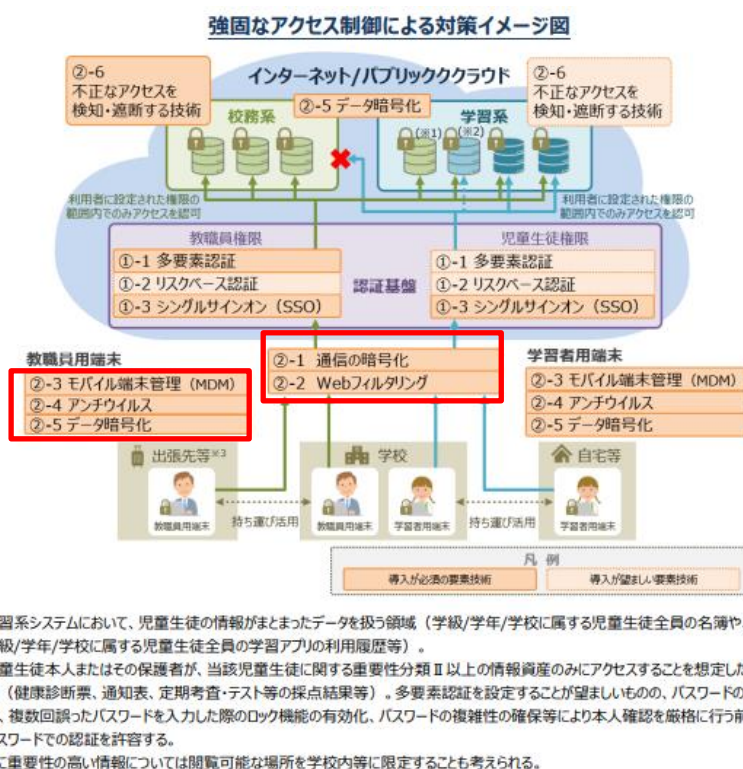 強固なアクセス制御による対策イメージ図
②-6
不正なアクセスを
検知・遮断する技術
インターネット/パブリッククラウド
②-6
不正なアクセスを
検知・遮断する技術
校務系
②-5 データ暗号化
学習系
(※1)
(※2)
利用者に設定された権限の
範囲内でのみアクセスを認可
利用者に設定された権限の
範囲内でのみアクセスを認可
教職員権限
児童生徒権限
①-1 多要素認証
①-2 リスクベース認証
①-3 シングルサインオン（SSO）
認証基盤
①-1 多要素認証
①-2 リスクベース認証
①-3 シングルサインオン（SSO）
教職員用端末
②-3 モバイル端末管理（MDM）
②-4 アンチウイルス
②-5 データ暗号化
②-1 通信の暗号化
②-2 Webフィルタリング
学習者用端末
②-3 モバイル端末管理（MDM）
②-4 アンチウイルス
②-5 データ暗号化
出張先等※3
学校
自宅等
教職員用端末
持ち運び活用
教職員用端末
学習者用端末
持ち運び活用
学習者用端末
凡 例
導入が必須の要素技術
導入が望ましい要素技術
習系システムにおいて、児童生徒の情報がまとまったデータを扱う領域（学級/学年/学校に属する児童生徒全員の名簿や
級/学年/学校に属する児童生徒全員の学習アプリの利用履歴等）。
童生徒本人またはその保護者が、当該児童生徒に関する重要性分類Ⅱ以上の情報資産のみにアクセスすることを想定した
（健康診断票、通知表、定期考査・テスト等の採点結果等）。多要素認証を設定することが望ましいものの、パスワードの
、複数回誤ったパスワードを入力した際のロック機能の有効化、パスワードの複雑性の確保等により本人確認を厳格に行う前
スワードでの認証を許容する。
に重要性の高い情報については閲覧可能な場所を学校内等に限定することも考えられる。